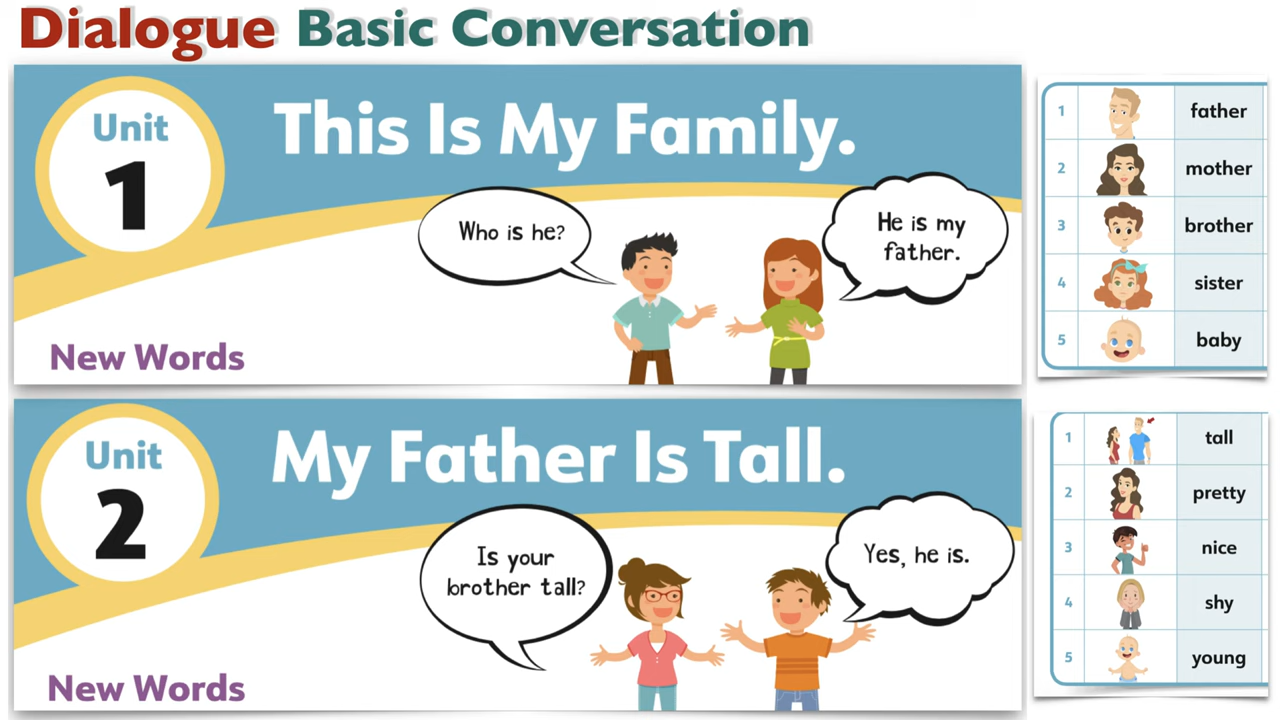 Dialogue Basic Conversation
Unit
1
This Is My Family.
Who is he?
He is my
father.
New Words
1 father
2 mother
3 brother
4 sister
5 baby
Unit
2
My Father Is Tall.
Is your
brother tall?
Yes, he is.
New Words
1 tall
2 pretty
3 nice
4 shy
5 young